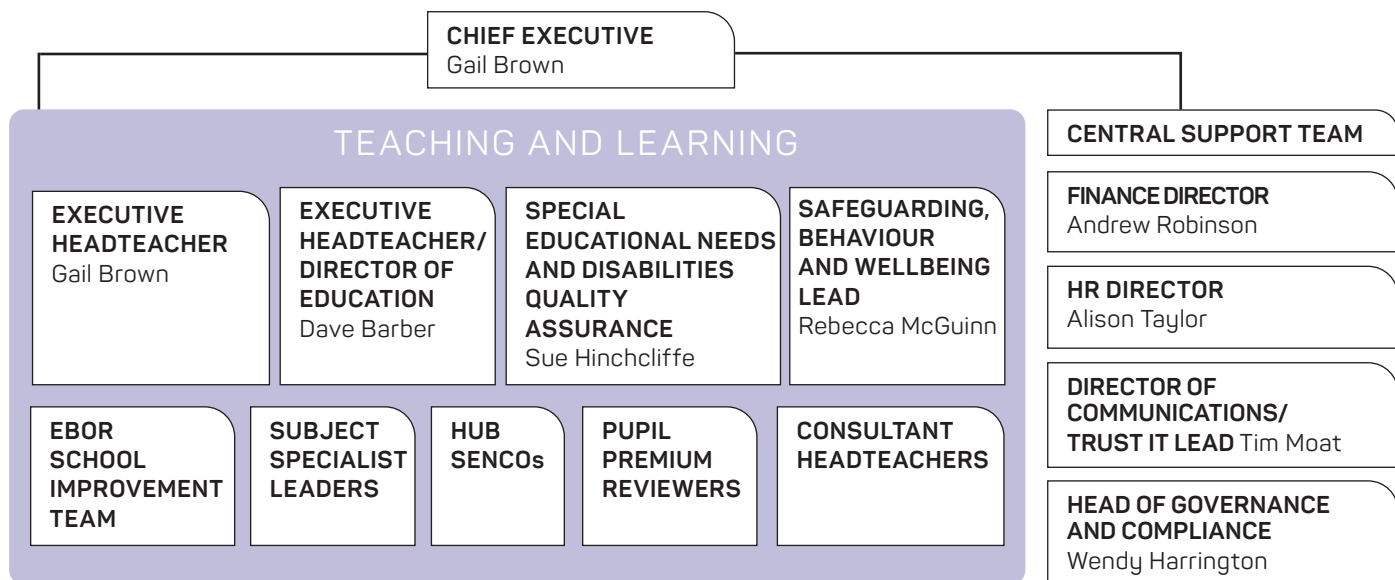 CHIEF EXECUTIVE
Gail Brown
TEACHING AND LEARNING
EXECUTIVE
HEADTEACHER
Gail Brown
EXECUTIVE
HEADTEACHER/
DIRECTOR OF
EDUCATION
Dave Barber
SPECIAL
EDUCATIONAL NEEDS
AND DISABILITIES
QUALITY
ASSURANCE
Sue Hinchcliffe
SAFEGUARDING,
BEHAVIOUR
AND WELLBEING
LEAD
Rebecca McGuinn
EBOR
SCHOOL
IMPROVEMENT
TEAM
SUBJECT
SPECIALIST
LEADERS
HUB
SENCOs
PUPIL
PREMIUM
REVIEWERS
CONSULTANT
HEADTEACHERS
CENTRAL SUPPORT TEAM
FINANCE DIRECTOR
Andrew Robinson
HR DIRECTOR
Alison Taylor
DIRECTOR OF
COMMUNICATIONS/
TRUST IT LEAD Tim Moat
HEAD OF GOVERNANCE
AND COMPLIANCE
Wendy Harrington